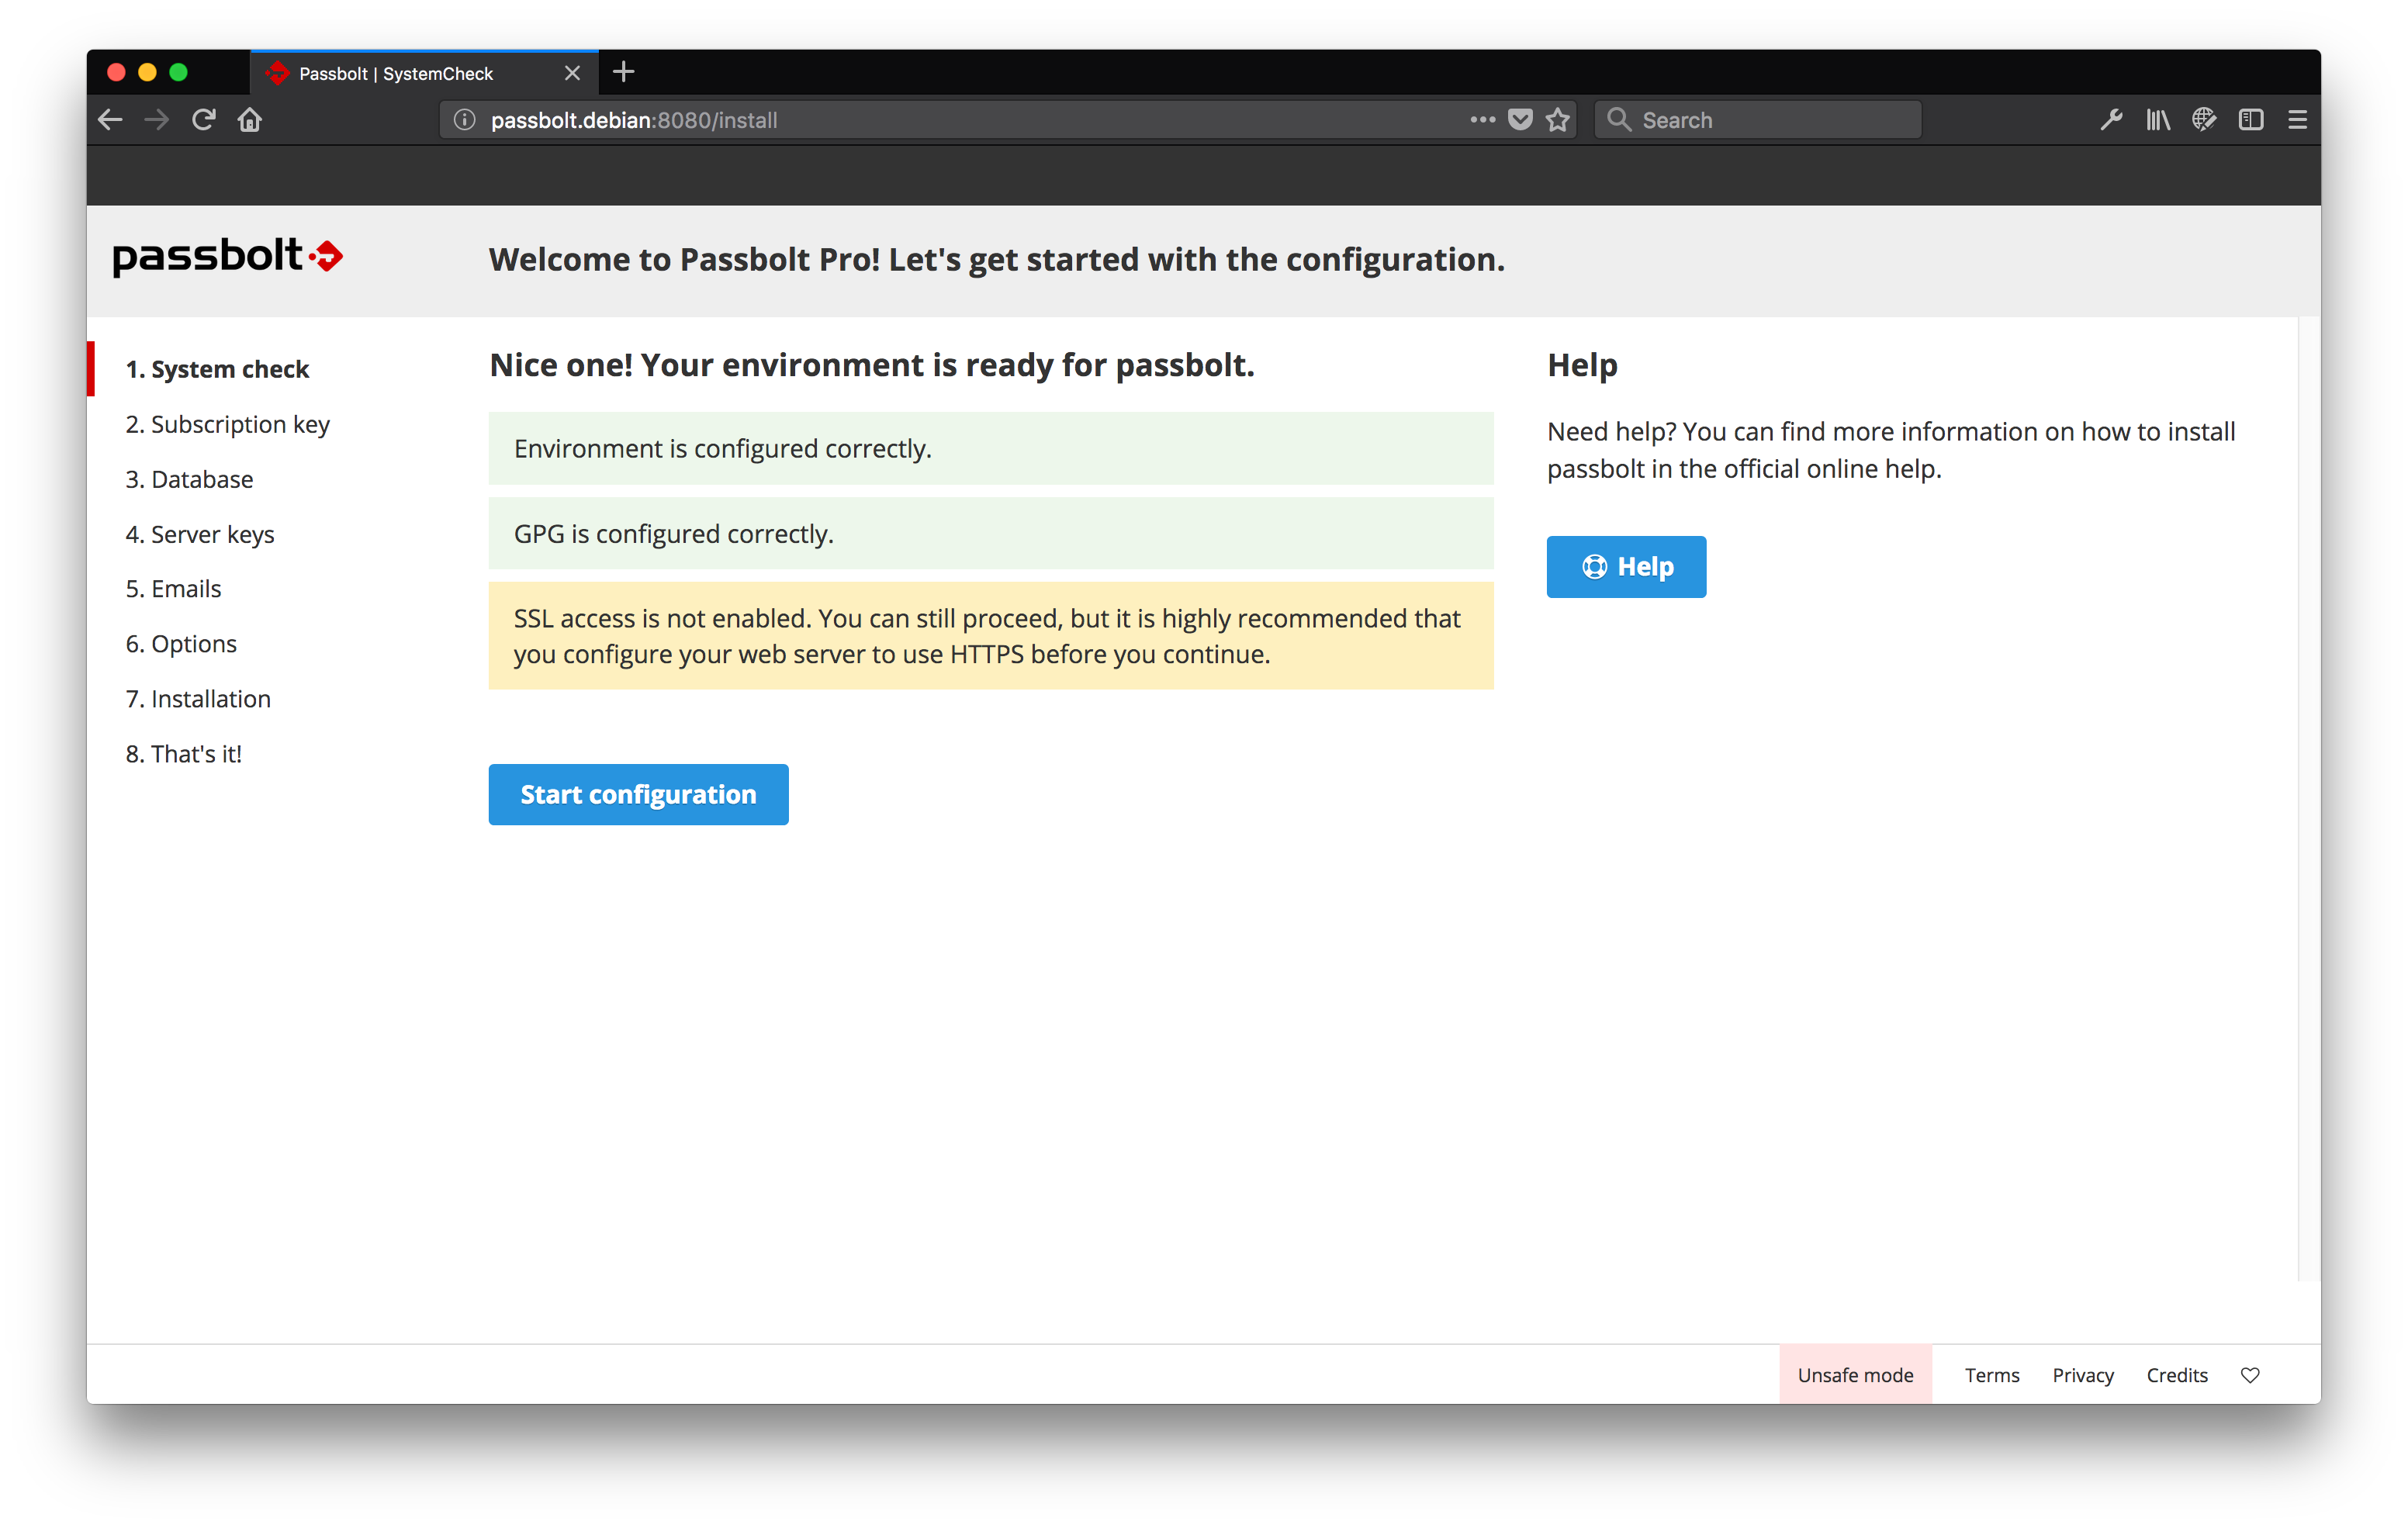 Passbolt | SystemCheck
passbolt.debian:8080/install
Search
passbolt
Welcome to Passbolt Pro! Let's get started with the configuration.
1. System check
2. Subscription key
3. Database
4. Server keys
5. Emails
6. Options
7. Installation
8. That's it!
Nice one! Your environment is ready for passbolt.
Environment is configured correctly.
GPG is configured correctly.
SSL access is not enabled. You can still proceed, but it is highly recommended that
you configure your web server to use HTTPS before you continue.
Start configuration
Help
Need help? You can find more information on how to install
passbolt in the official online help.
Help
Unsafe mode
Terms
Privacy
Credits